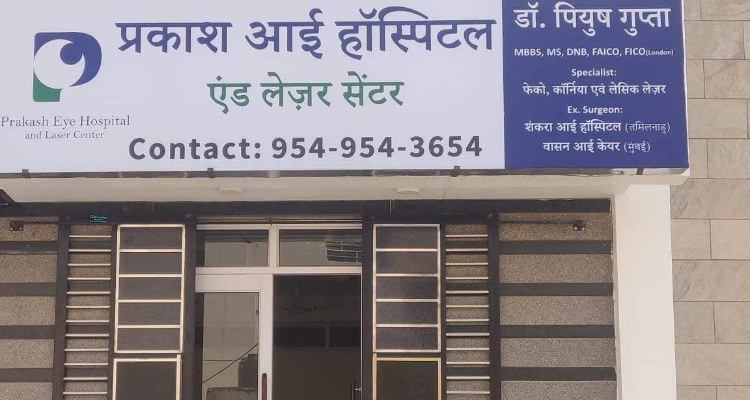 प्रकाश आई हॉस्पिटल
एंड लेज़र सेंटर
Prakash Eye Hospital
and Laser Center
Contact: 954-954-3654
डॉ. पियुष गुप्ता
MBBS, MS, DNB, FAICO, FICO(London)
Specialist:
फेको, कॉर्निया एवं लेसिक लेज़र
Ex. Surgeon:
शंकरा आई हॉस्पिटल (तमिलनाडु)
वासन आई केयर (मुंबई)